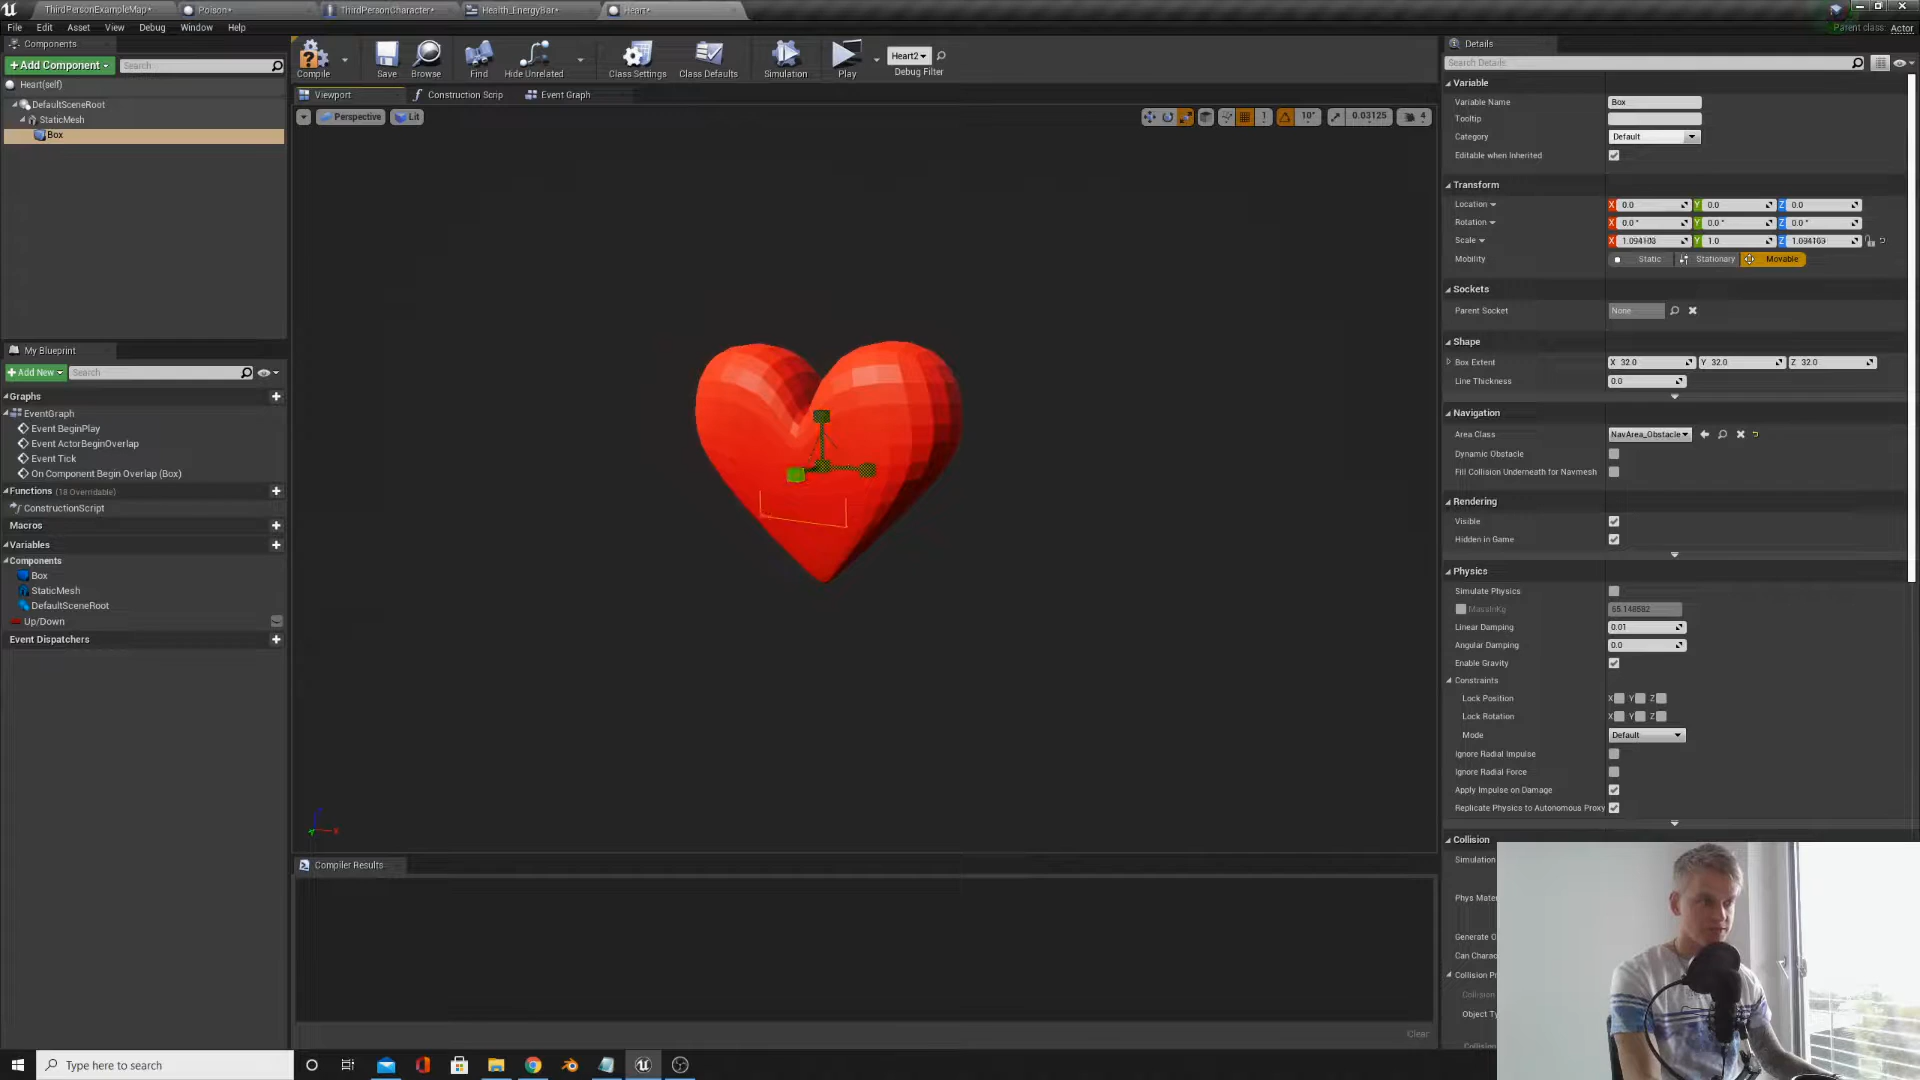 ThirdPersonExampleMap*
Poison*
ThirdPersonCharacter*
Health_EnergyBar*
Heart*
File Edit Asset View Debug Window Help
Parent class: Actor
Components
+Add Component
Search
Heart(self)
DefaultSceneRoot
StaticMesh
Box
Compile
Save
Browse
Find
Hide Unrelated
Class Settings
Class Defaults
Simulation
Play
Heart2
Debug Filter
Viewport
Construction Scrip
Event Graph
Perspective
Lit
1
10°
0.03125
4
My Blueprint
+Add New
Search
Graphs
EventGraph
Event BeginPlay
Event ActorBeginOverlap
Event Tick
On Component Begin Overlap (Box)
Functions (18 Overridable)
ConstructionScript
Macros
Variables
Components
Box
StaticMesh
DefaultSceneRoot
Up/Down
Event Dispatchers
Compiler Results
Clear
Details
Search Details
Variable
Variable Name Box
Tooltip
Category Default
Editable when Inherited
Transform
Location X 0.0 Y 0.0 Z 0.0
Rotation X 0.0° Y 0.0° Z 0.0°
Scale X 1.094103 Y 1.0 Z 1.094103
Mobility Static Stationary Movable
Sockets
Parent Socket None
Shape
Box Extent X 32.0 Y 32.0 Z 32.0
Line Thickness 0.0
Navigation
Area Class NavArea_Obstacle
Dynamic Obstacle
Fill Collision Underneath for Navmesh
Rendering
Visible
Hidden in Game
Physics
Simulate Physics
MassInKg 65.148582
Linear Damping 0.01
Angular Damping 0.0
Enable Gravity
Constraints
Lock Position X Y Z
Lock Rotation X Y Z
Mode Default
Ignore Radial Impulse
Ignore Radial Force
Apply Impulse on Damage
Replicate Physics to Autonomous Proxy
Collision
Simulation
Phys Mate
Generate O
Can Charac
Collision P
Collision
Object Ty
Collisio
Type here to search